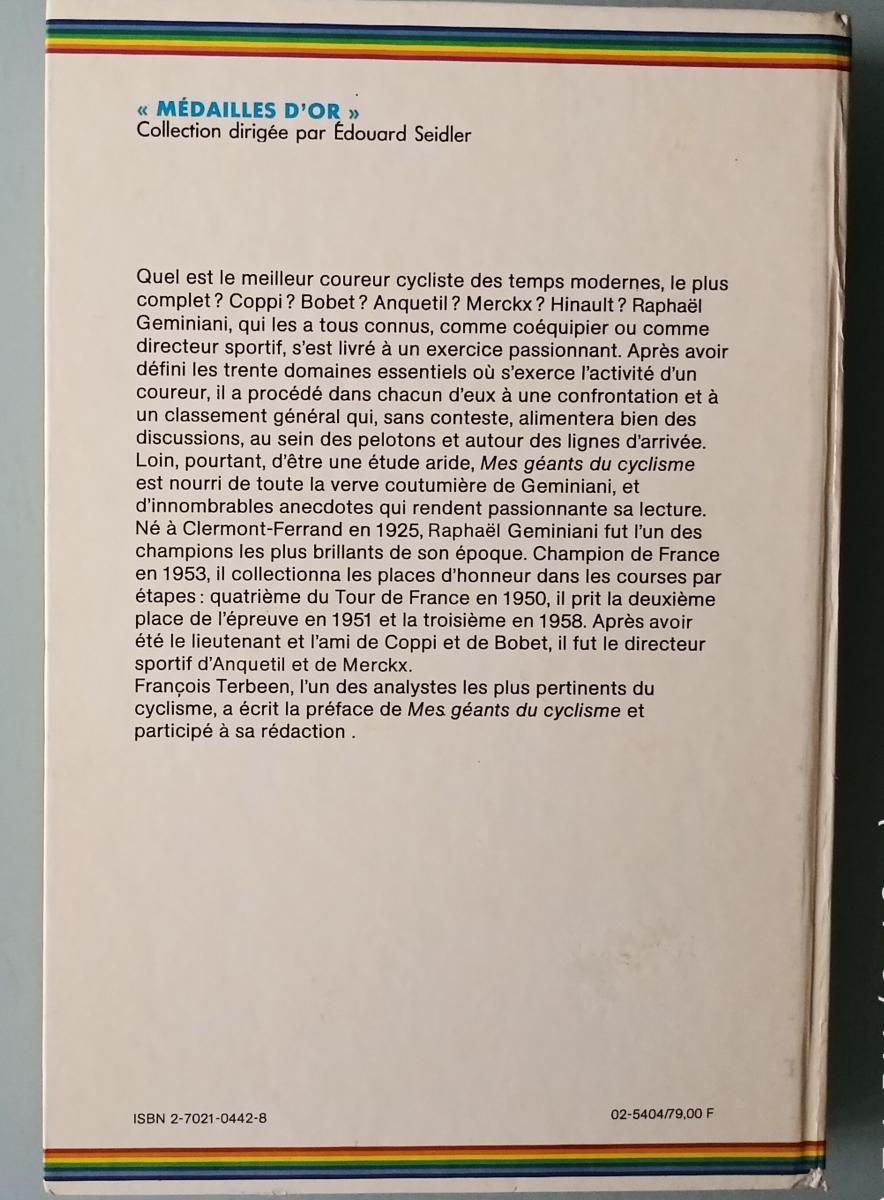 « MÉDAILLES D'OR »
Collection dirigée par Édouard Seidler
Quel est le meilleur coureur cycliste des temps modernes, le plus
complet ? Coppi ? Bobet ? Anquetil ? Merckx ? Hinault ? Raphaël
Geminiani, qui les a tous connus, comme coéquipier ou comme
directeur sportif, s'est livré à un exercice passionnant. Après avoir
défini les trente domaines essentiels où s'exerce l'activité d'un
coureur, il a procédé dans chacun d'eux à une confrontation et à
un classement général qui, sans conteste, alimentera bien des
discussions, au sein des pelotons et autour des lignes d'arrivée.
Loin, pourtant, d'être une étude aride, Mes géants du cyclisme
est nourri de toute la verve coutumière de Geminiani, et
d'innombrables anecdotes qui rendent passionnante sa lecture.
Né à Clermont-Ferrand en 1925, Raphaël Geminiani fut l'un des
champions les plus brillants de son époque. Champion de France
en 1953, il collectionna les places d'honneur dans les courses par
étapes : quatrième du Tour de France en 1950, il prit la deuxième
place de l'épreuve en 1951 et la troisième en 1958. Après avoir
été le lieutenant et l'ami de Coppi et de Bobet, il fut le directeur
sportif d'Anquetil et de Merckx.
François Terbeen, l'un des analystes les plus pertinents du
cyclisme, a écrit la préface de Mes géants du cyclisme et
participé à sa rédaction .
ISBN 2-7021-0442-8
02-5404/79,00 F